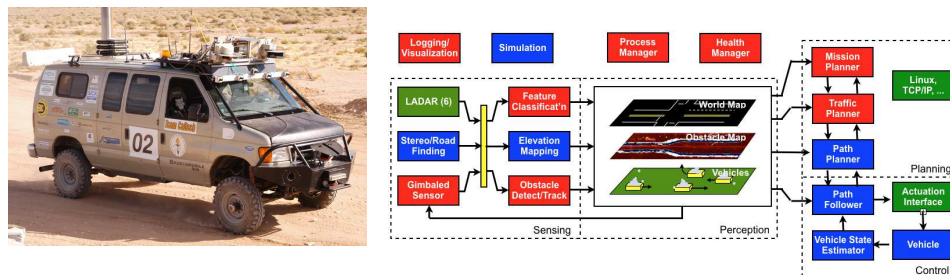 02
Team Caltech
Logging/
Visualization
Simulation
Process
Manager
Health
Manager
Mission
Planner
Linux,
TCP/IP, ...
LADAR (6)
Feature
Classificat'n
World Map
Traffic
Planner
Stereo/Road
Finding
Elevation
Mapping
Obstacle Map
Path
Planner
Planning
Gimbaled
Sensor
Obstacle
Detect/Track
Vehicles
Path
Follower
Actuation
Interface
Sensing
Perception
Vehicle State
Estimator
Vehicle
Control